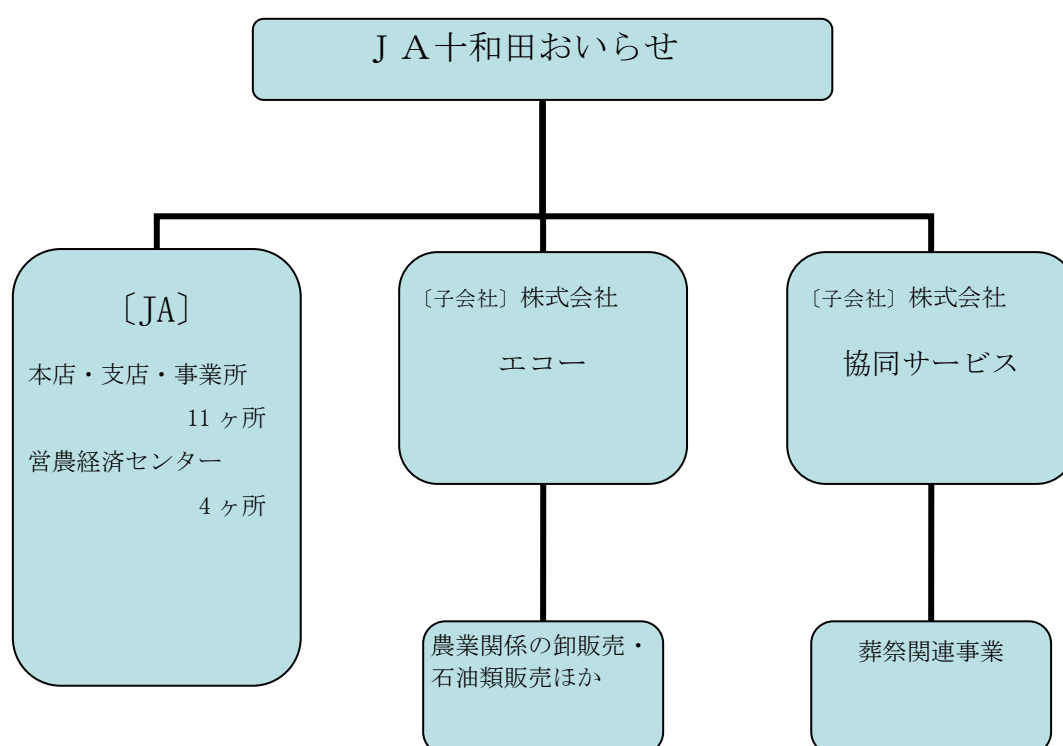 ＪＡ十和田おいらせ
〔JA〕
本店・支店・事業所
11 ヶ所
営農経済センター
4 ヶ所
〔子会社〕株式会社
エコー
〔子会社〕株式会社
協同サービス
農業関係の卸販売・
石油類販売ほか
葬祭関連事業